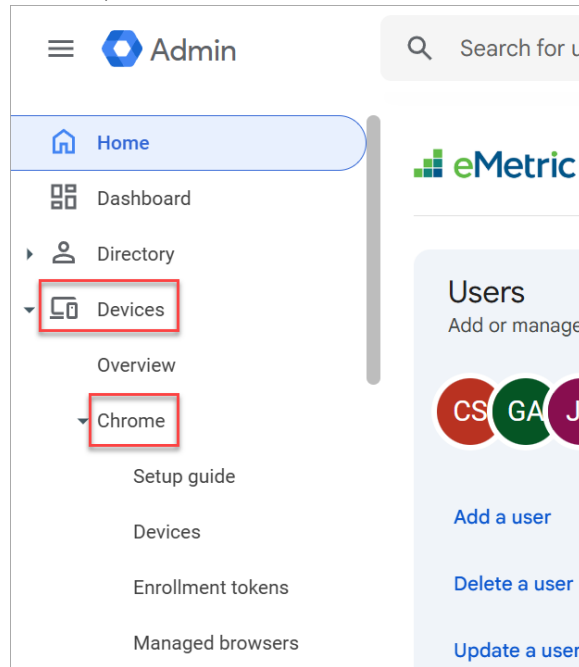 Admin
Search for u
Home
Dashboard
Directory
Devices
Overview
Chrome
Setup guide
Devices
Enrollment tokens
Managed browsers
eMetric
Users
Add or manage
CS GA J
Add a user
Delete a user
Update a user